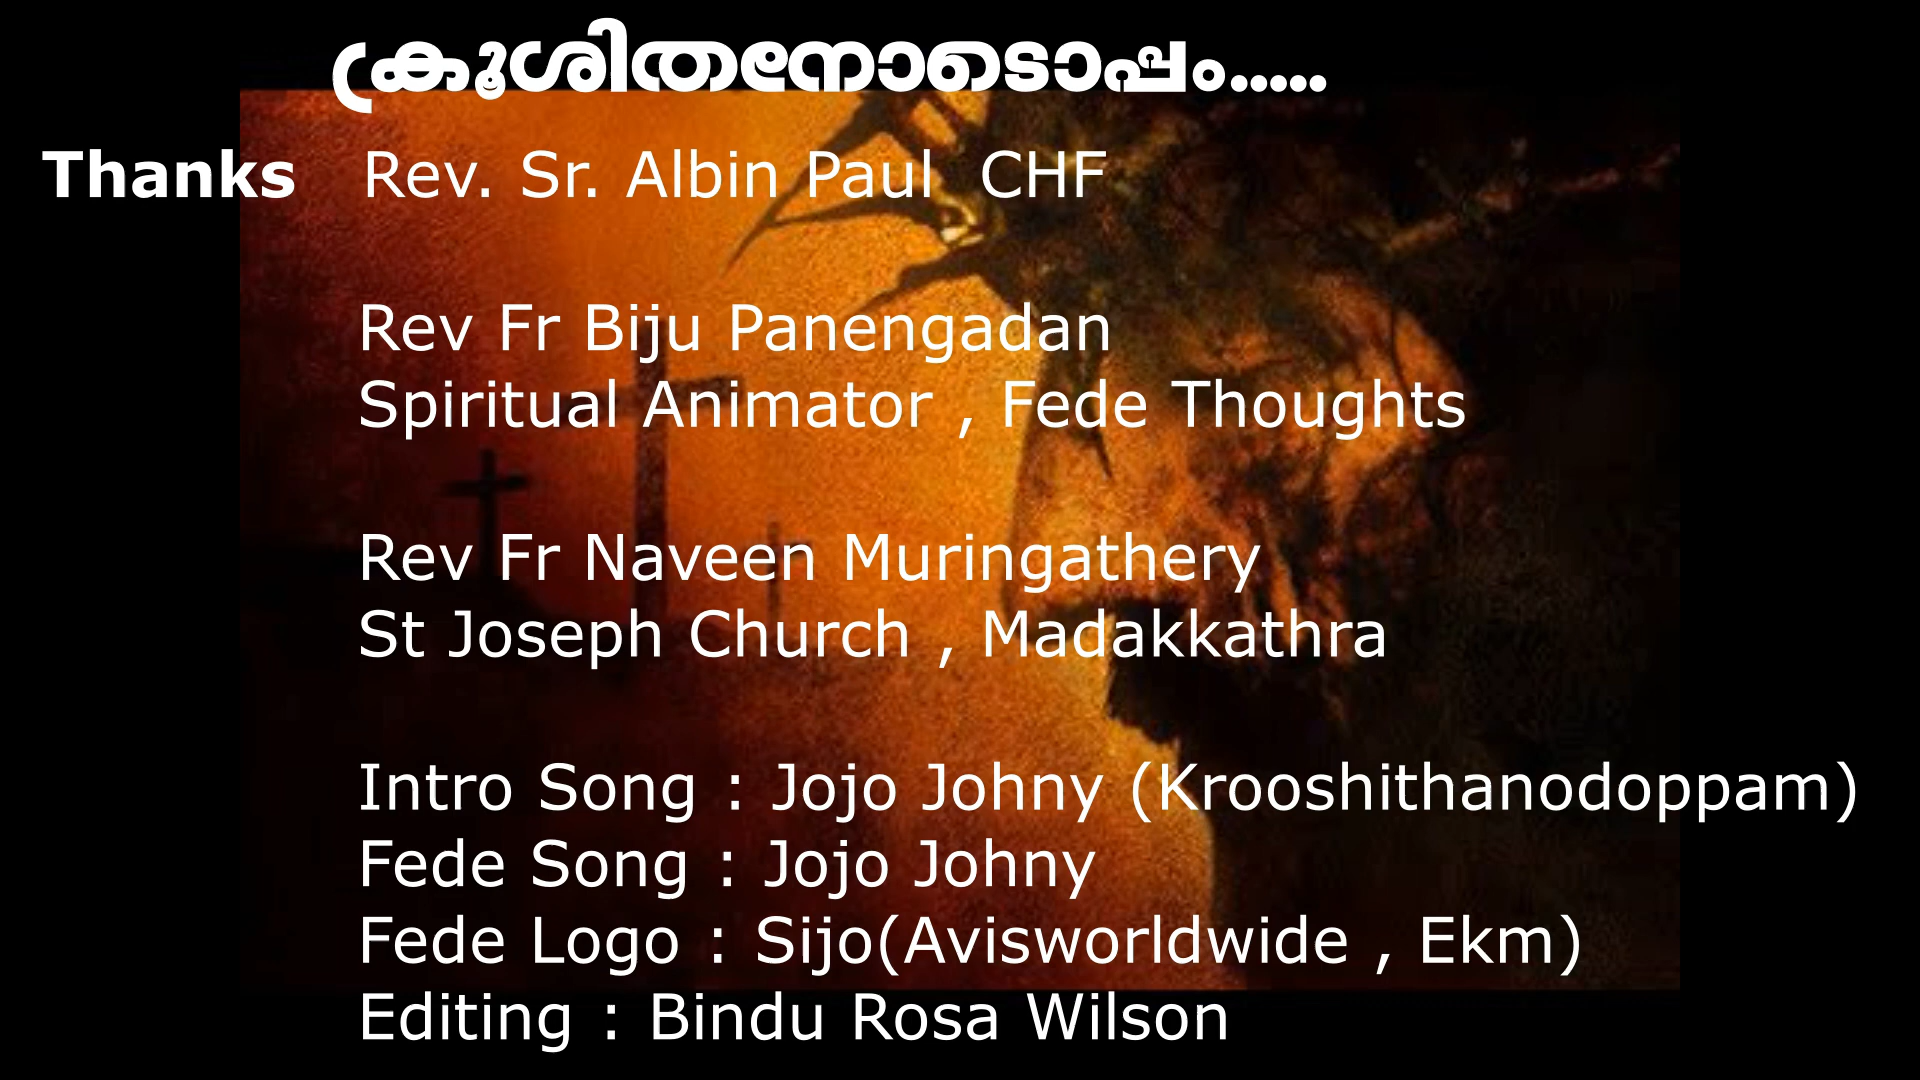 ക്രൂശിതനോടൊപ്പം.....
Thanks Rev. Sr. Albin Paul CHF
Rev Fr Biju Panengadan
Spiritual Animator , Fede Thoughts
Rev Fr Naveen Muringathery
St Joseph Church , Madakkathra
Intro Song : Jojo Johny (Krooshithanodoppam)
Fede Song : Jojo Johny
Fede Logo : Sijo(Avisworldwide , Ekm)
Editing : Bindu Rosa Wilson